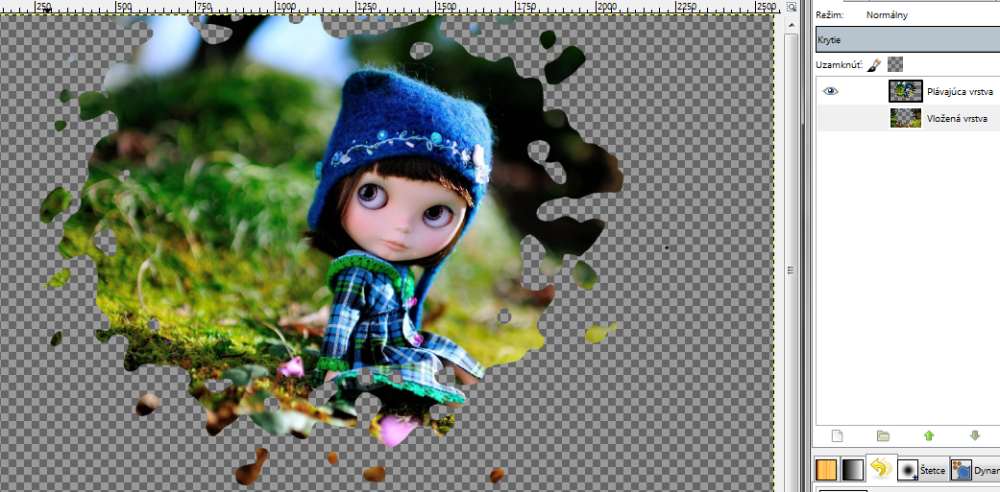 250 500 750 1000 1250 1500 1750 2000 2250 2500
Režim: Normálny
Krytie
Uzamknúť:
Plávajúca vrstva
Vložená vrstva
Štetce Dynar